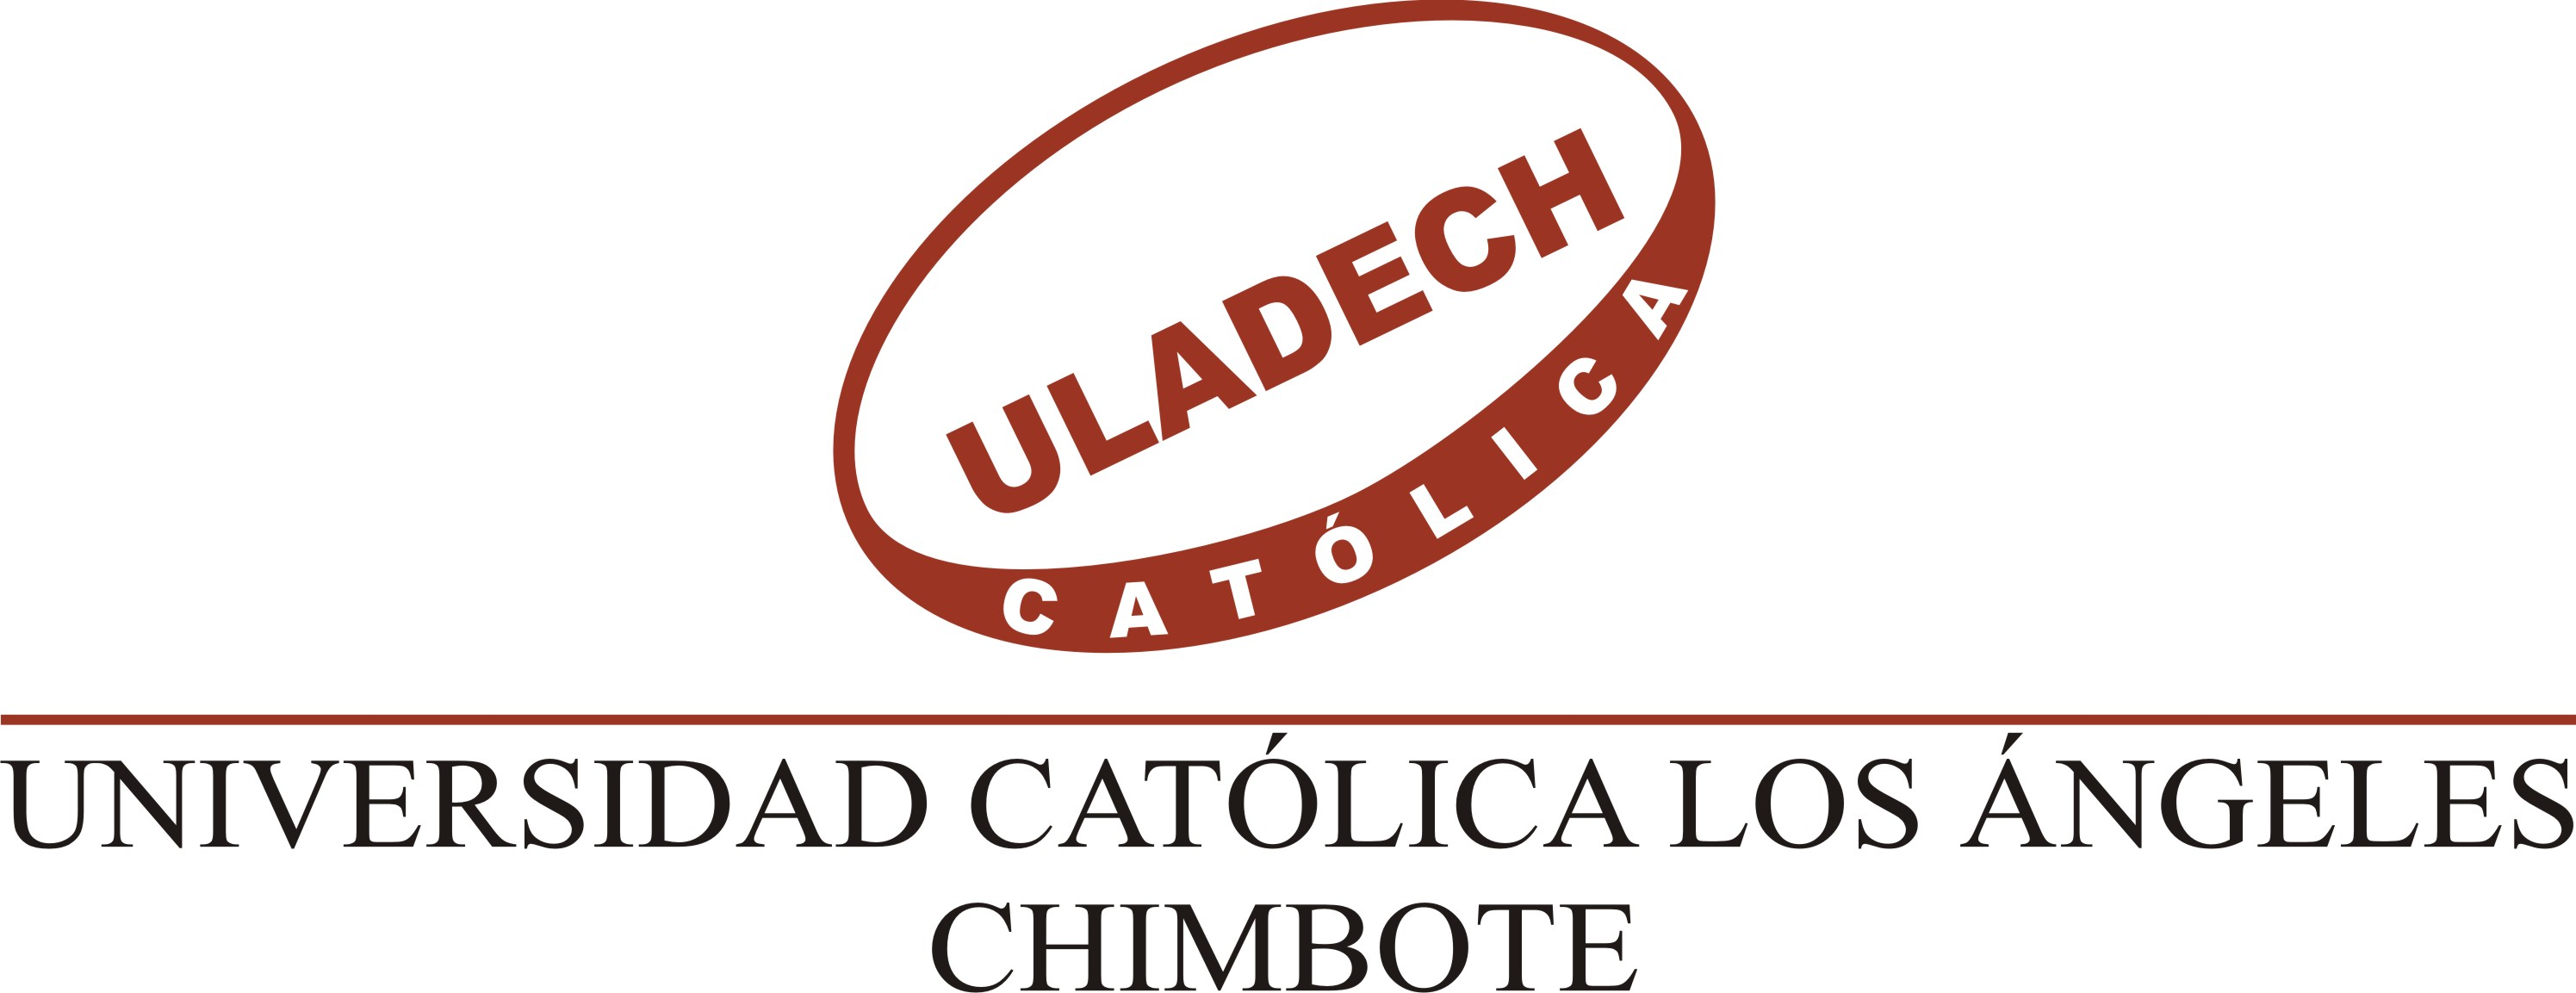 ULADECH
CATÓLICA
UNIVERSIDAD CATÓLICA LOS ÁNGELES
CHIMBOTE